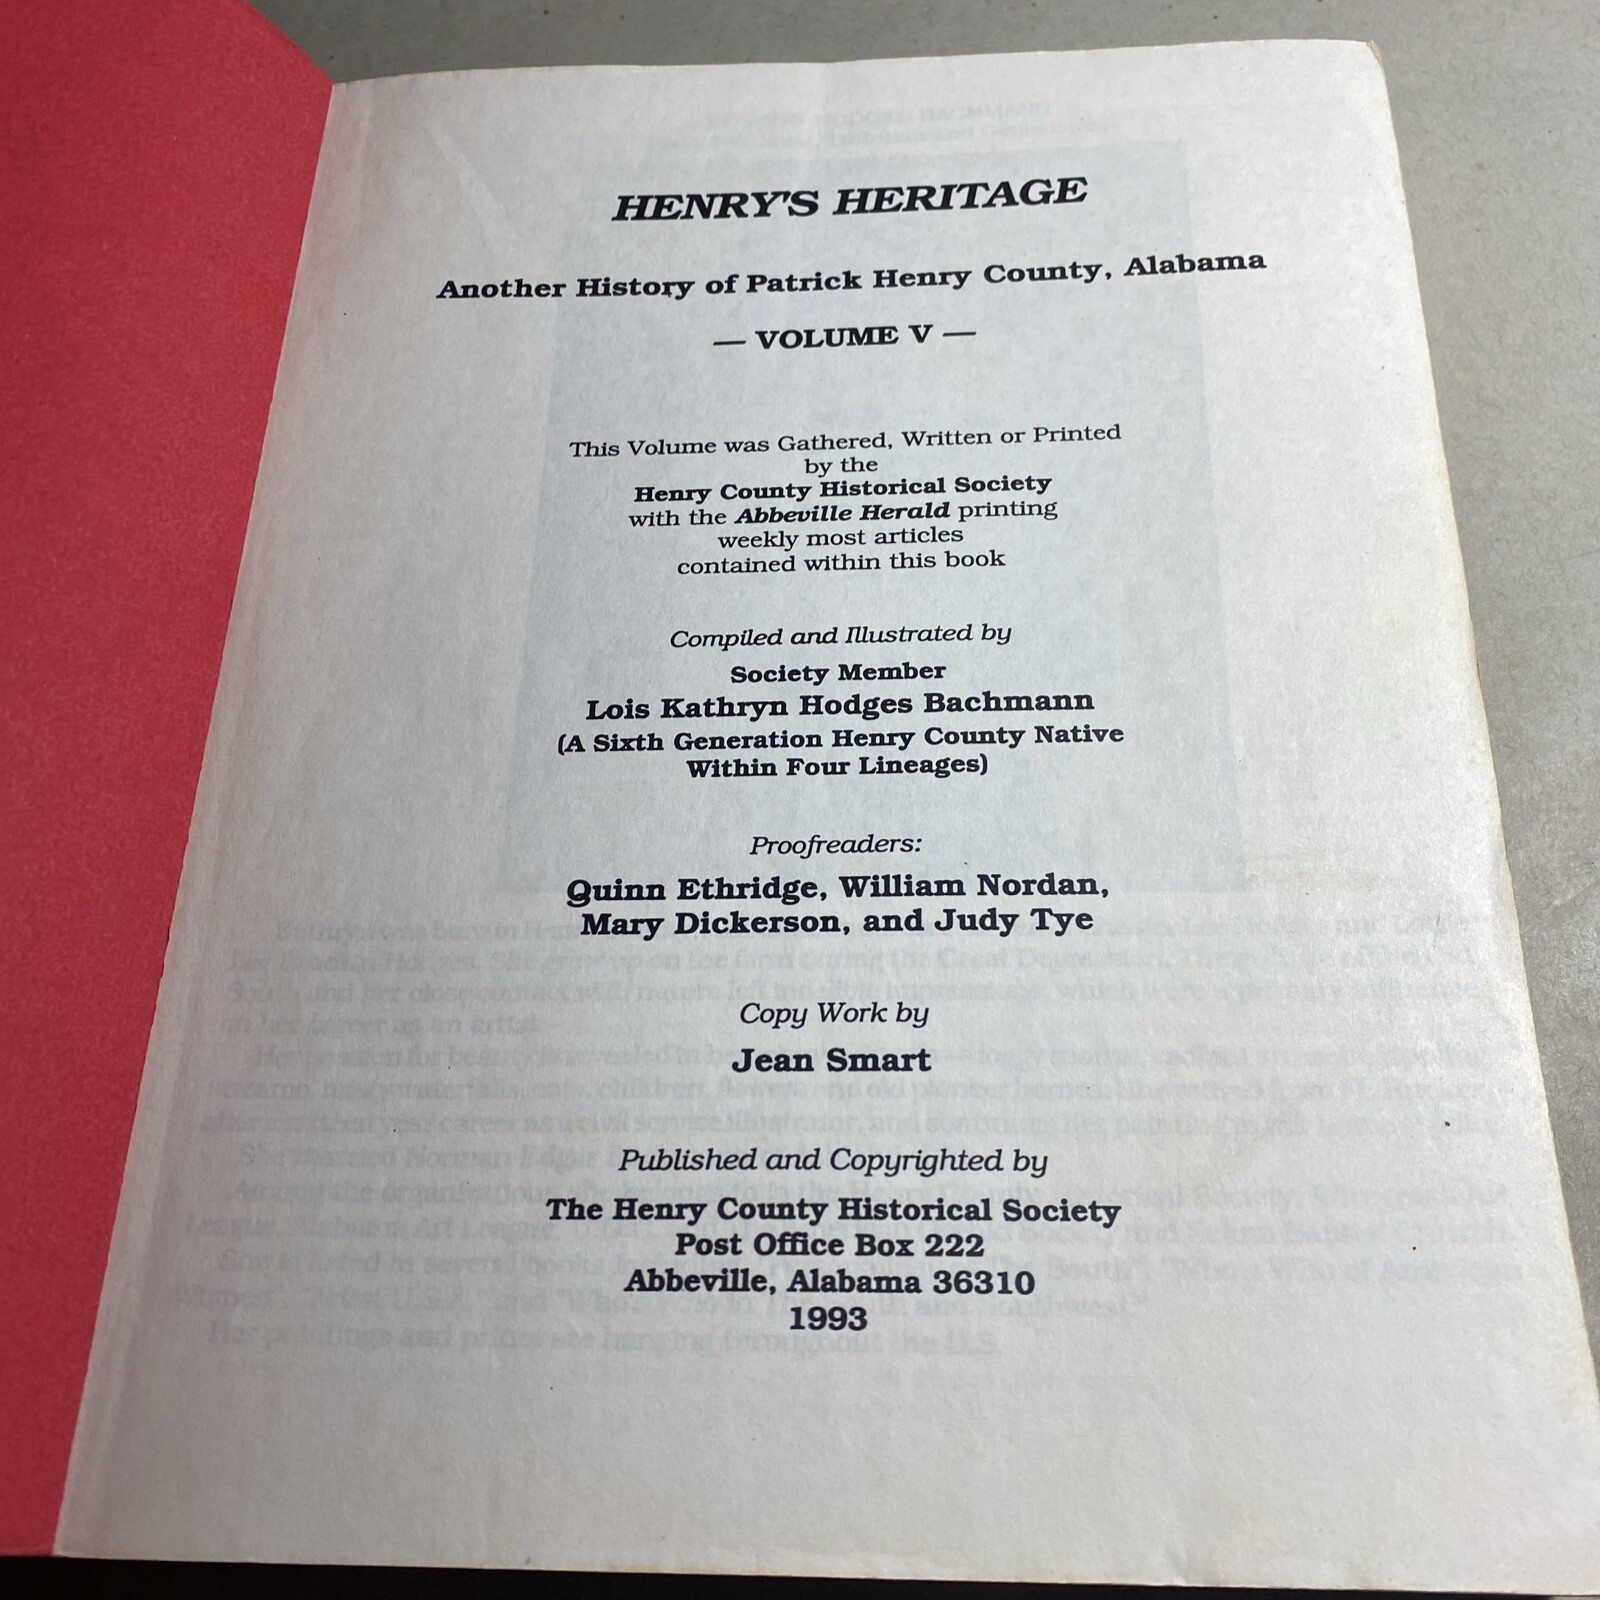 HENRY'S HERITAGE
Another History of Patrick Henry County, Alabama
— VOLUME V —
This Volume was Gathered, Written or Printed
by the
Henry County Historical Society
with the Abbeville Herald printing
weekly most articles
contained within this book
Compiled and Illustrated by
Society Member
Lois Kathryn Hodges Bachmann
(A Sixth Generation Henry County Native
Within Four Lineages)
Proofreaders:
Quinn Ethridge, William Nordan,
Mary Dickerson, and Judy Tye
Copy Work by
Jean Smart
Published and Copyrighted by
The Henry County Historical Society
Post Office Box 222
Abbeville, Alabama 36310
1993